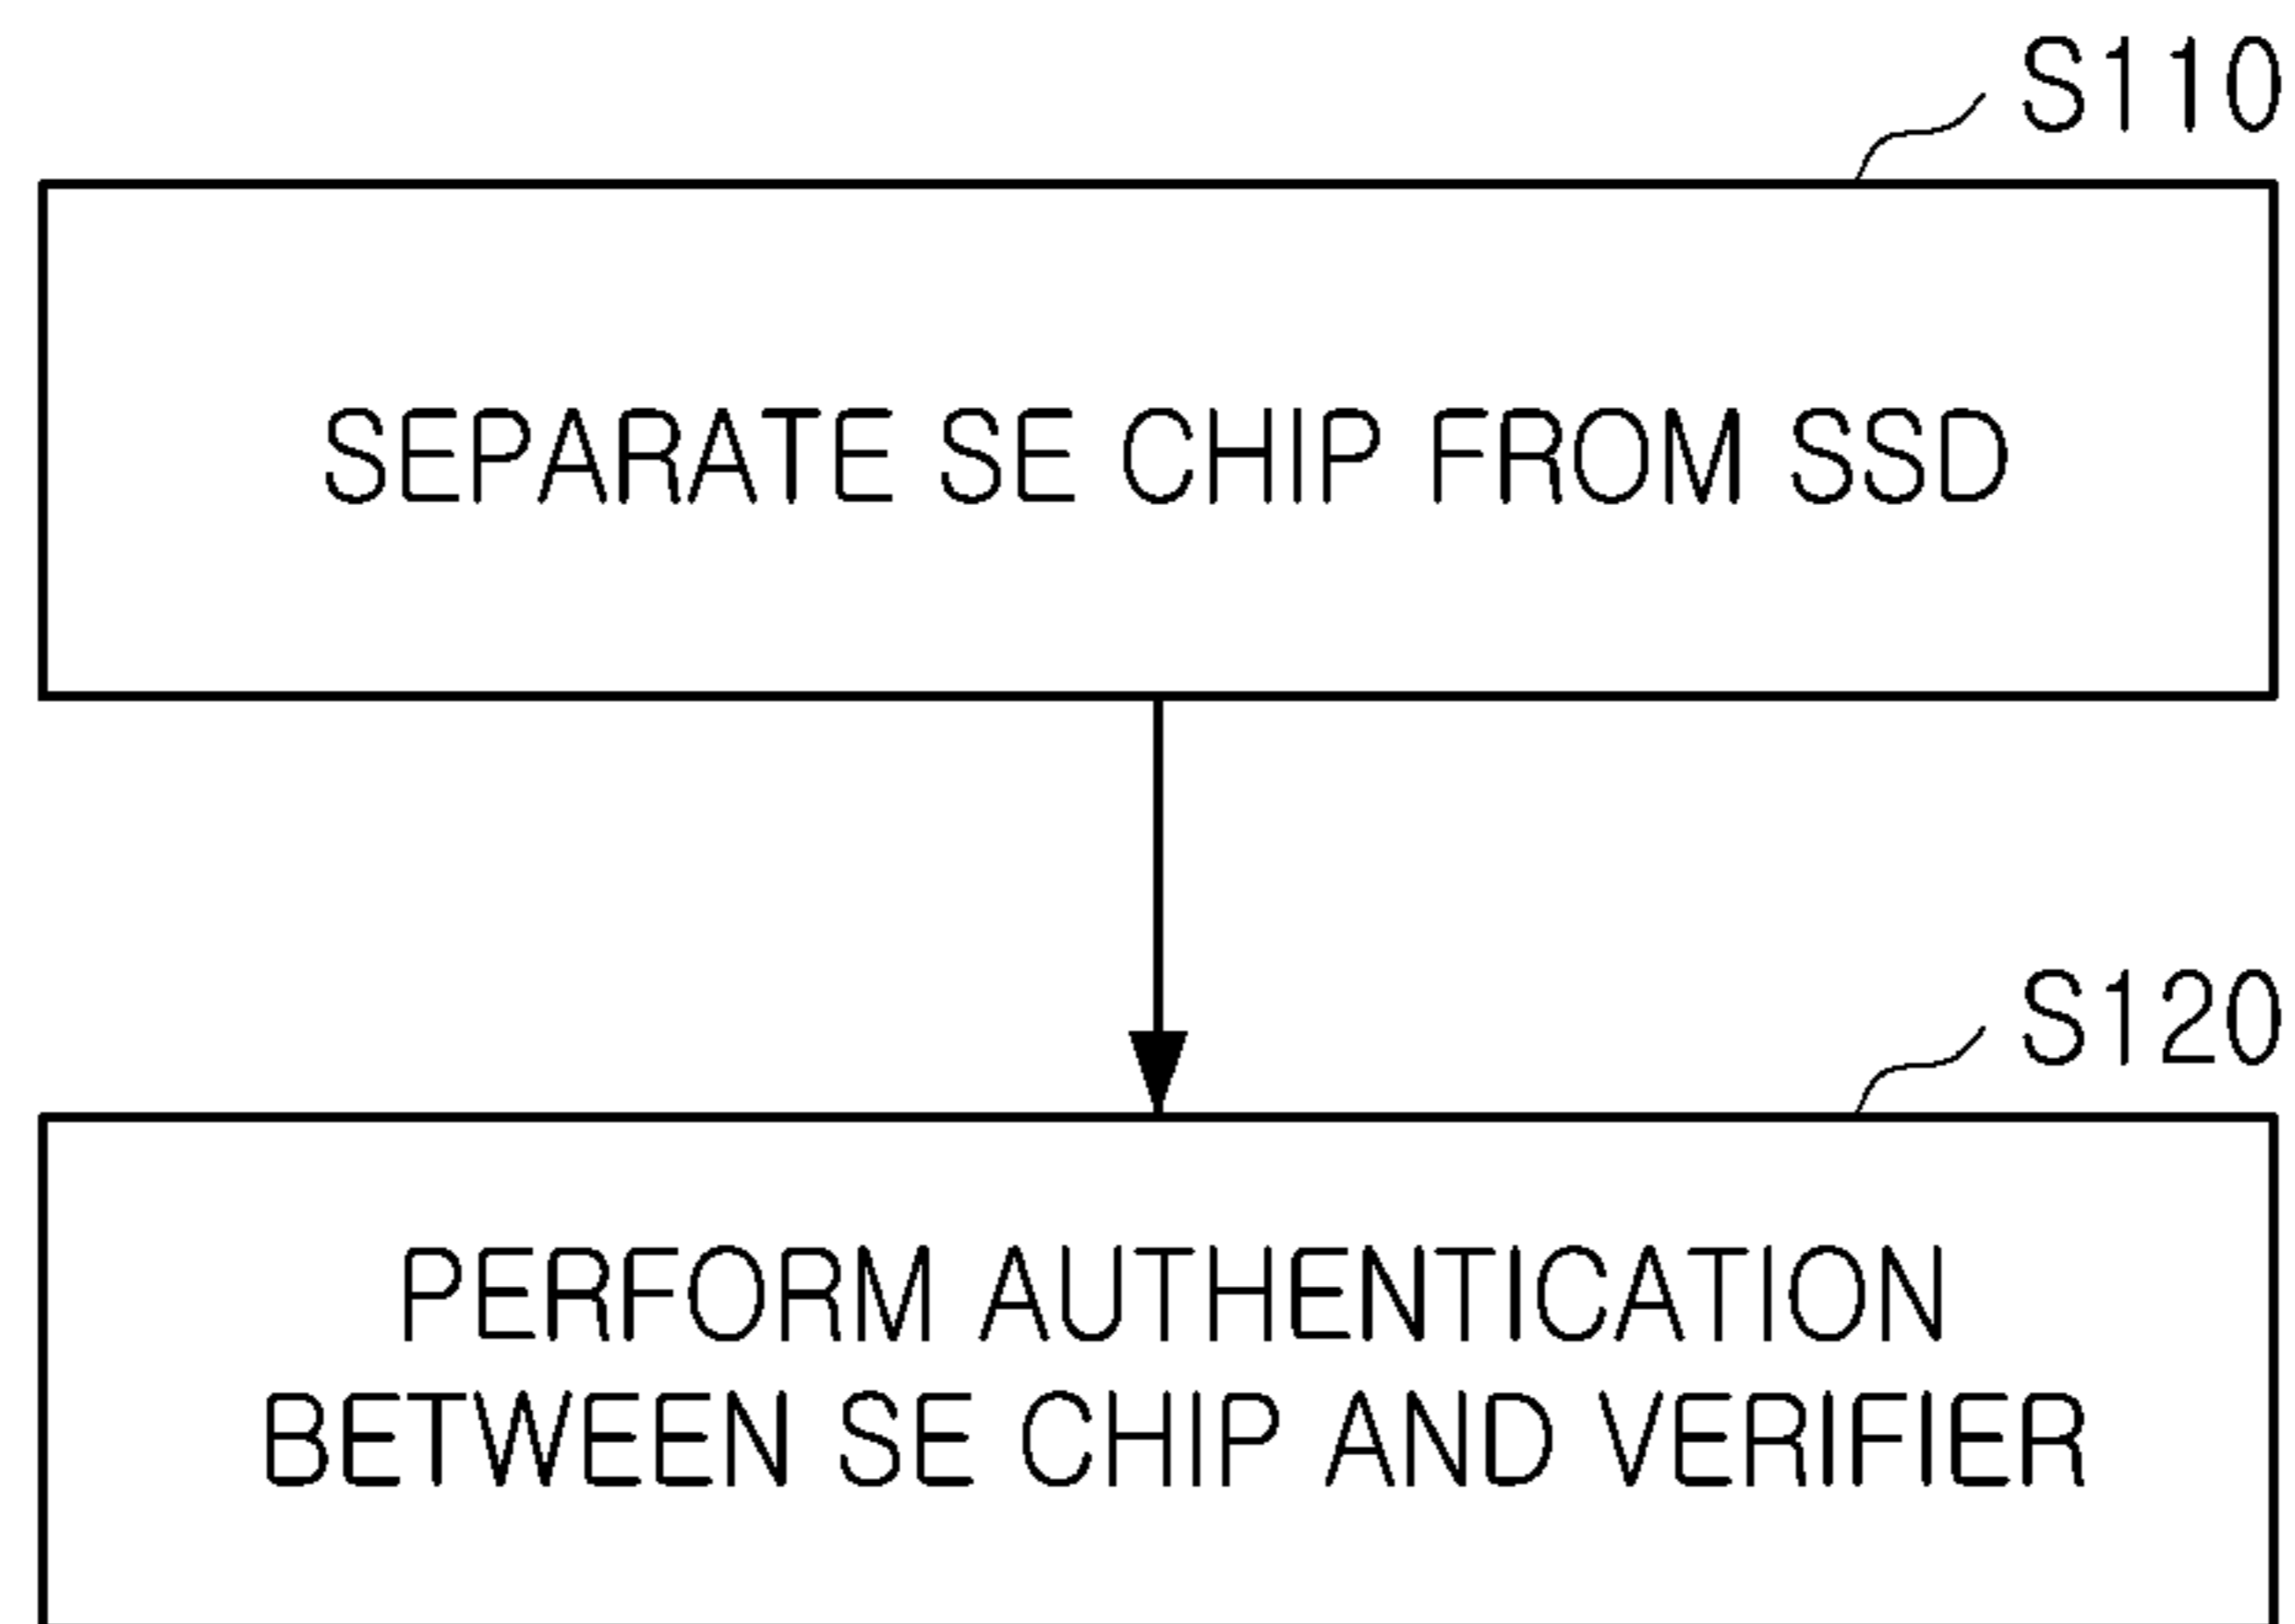 S110
SEPARATE SE CHIP FROM SSD
S120
PERFORM AUTHENTICATION
BETWEEN SE CHIP AND VERIFIER